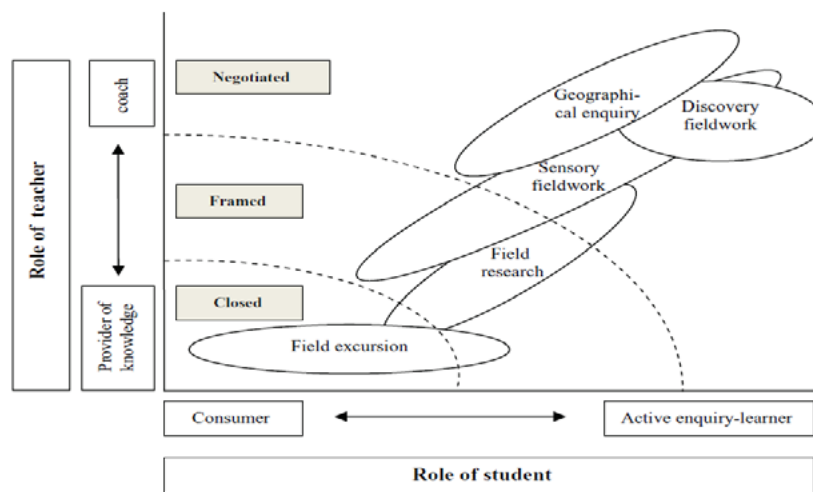 Role of teacher
coach
Provider of
knowledge
Negotiated
Framed
Closed
Geographi-
cal enquiry
Discovery
fieldwork
Sensory
fieldwork
Field
research
Field excursion
Consumer
Active enquiry-learner
Role of student